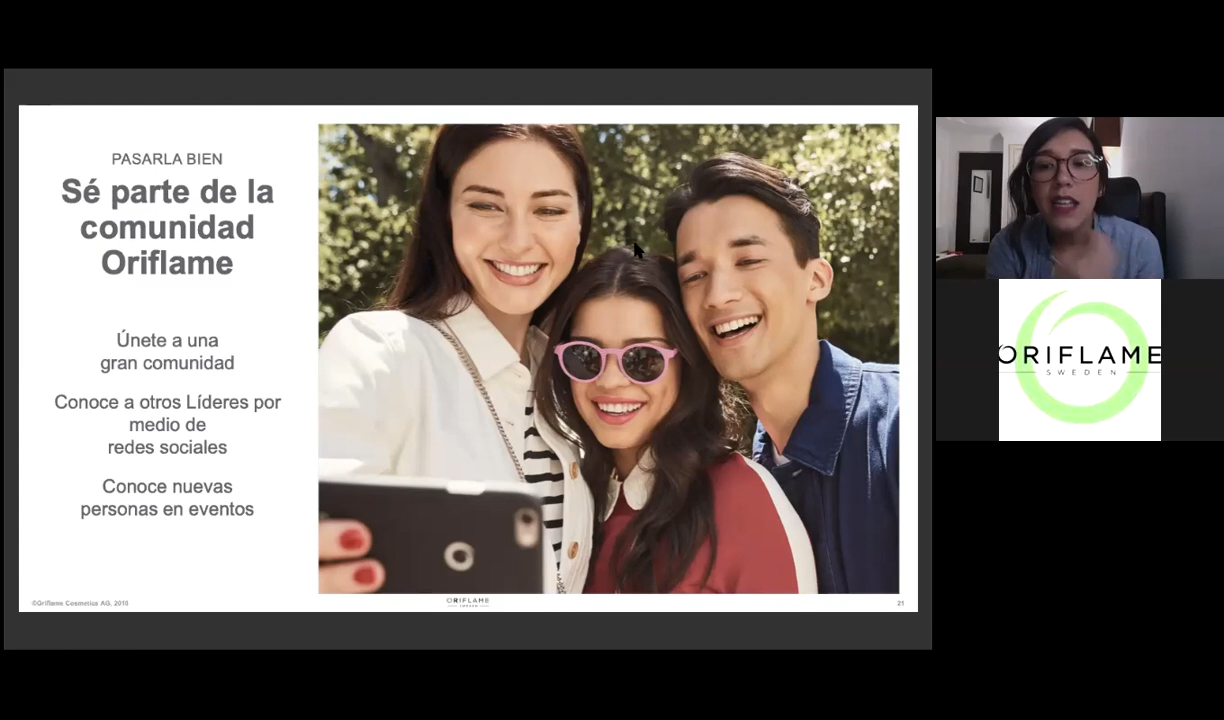 PASARLA BIEN
Sé parte de la
comunidad
Oriflame
Únete a una
gran comunidad
Conoce a otros Líderes por
medio de
redes sociales
Conoce nuevas
personas en eventos
©Oriflame Cosmetics AG, 2018
ORIFLAME
SWEDEN
21
ORIFLAME
SWEDEN